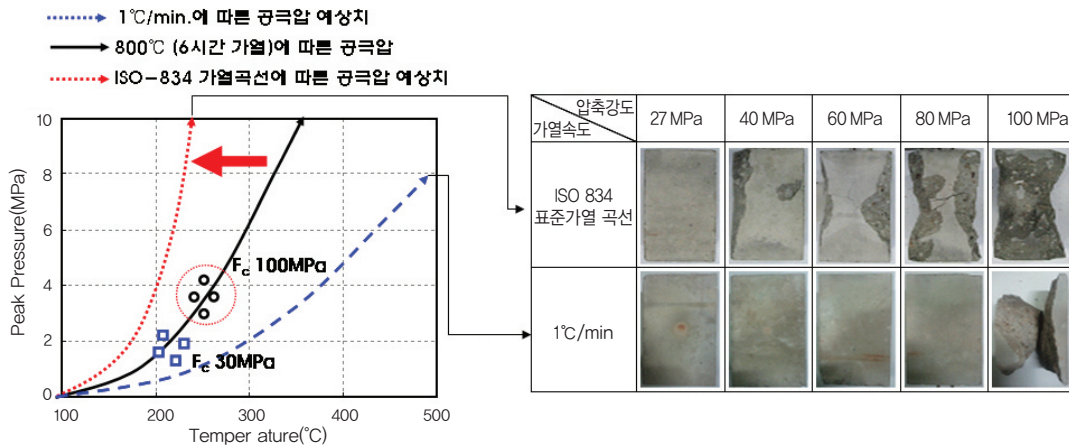 1℃/min.에 따른 공극압 예상치
800℃ (6시간 가열)에 따른 공극압
ISO-834 가열곡선에 따른 공극압 예상치
Peak Pressure(MPa)
10
8
6
4
2
0
100
200
300
400
500
Temper ature(°C)
Fc 100MPa
Fc 30MPa
압축강도
가열속도
27 MPa
40 MPa
60 MPa
80 MPa
100 MPa
ISO 834
표준가열 곡선
1℃/min